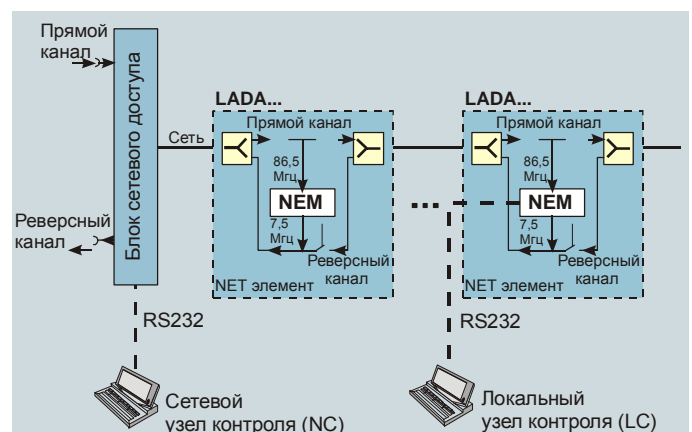 Прямой
канал
Реверсный
канал
Блок сетевого доступа
Сеть
LADA...
Прямой канал
86,5
Мгц
NEM
7,5
Мгц
Реверсный
канал
NET элемент
...
LADA...
Прямой канал
86,5
Мгц
NEM
7,5
Мгц
Реверсный
канал
NET элемент
RS232
RS232
Сетевой
узел контроля (NC)
Локальный
узел контроля (LC)